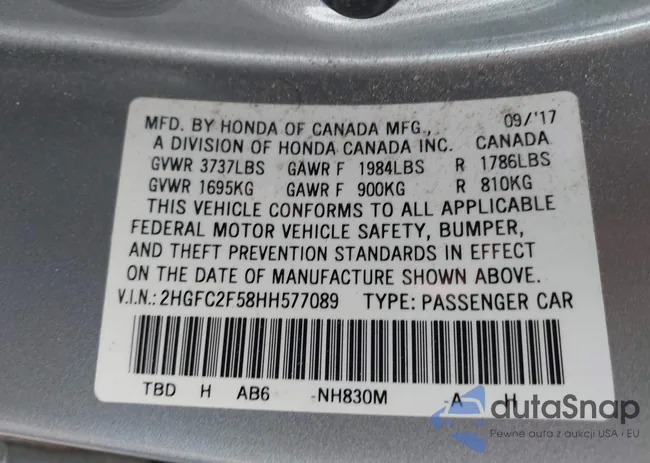 MFD. BY HONDA OF CANADA MFG., 09/'17
A DIVISION OF HONDA CANADA INC. CANADA
GVWR 3737LBS GAWR F 1984LBS R 1786LBS
GVWR 1695KG GAWR F 900KG R 810KG
THIS VEHICLE CONFORMS TO ALL APPLICABLE
FEDERAL MOTOR VEHICLE SAFETY, BUMPER,
AND THEFT PREVENTION STANDARDS IN EFFECT
ON THE DATE OF MANUFACTURE SHOWN ABOVE.
V.I.N.: 2HGFC2F58HH577089 TYPE: PASSENGER CAR
TBD H AB6 -NH830M -A H
autaSnap
Pewne auta z aukcji USA i EU